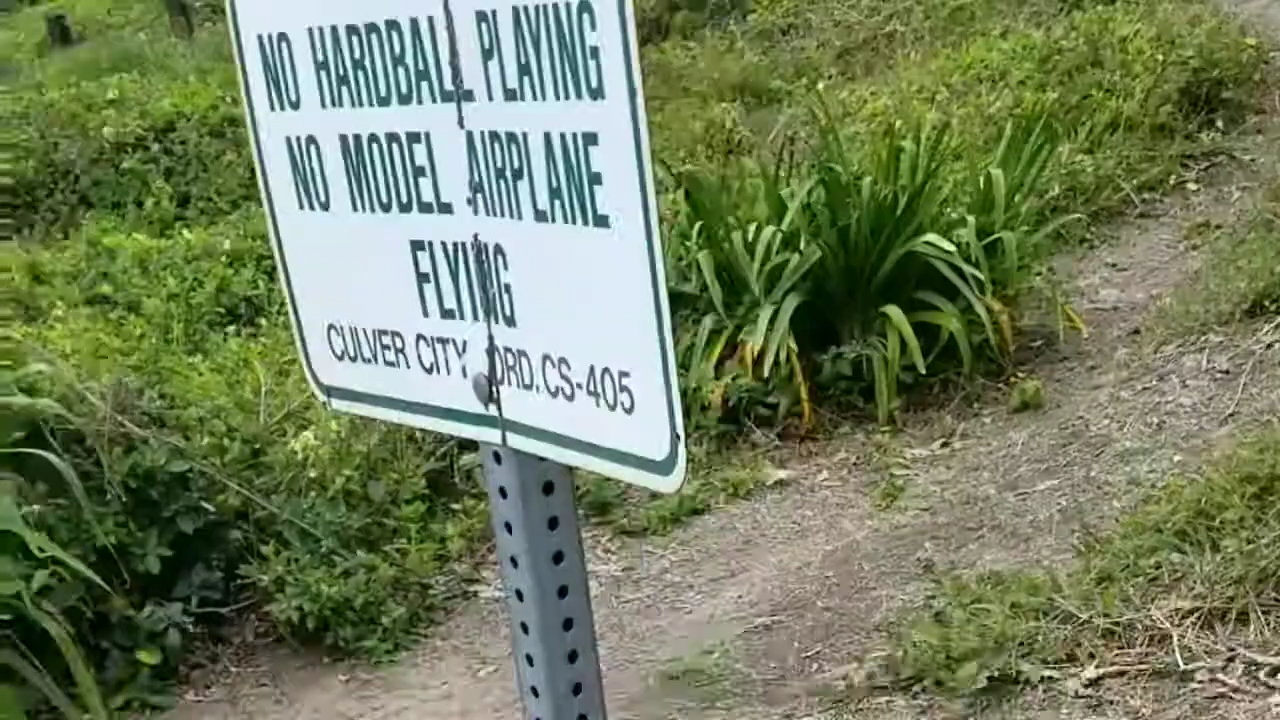 NO HARDBALL PLAYING
NO MODEL AIRPLANE
FLYING
CULVER CITY ORD. CS-405